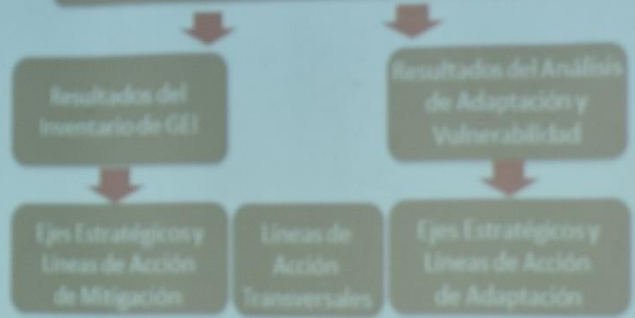 Resultados del
Inventario de GEI
Resultados del Análisis
de Adaptación y
Vulnerabilidad
Ejes Estratégicos y
Líneas de Acción
de Mitigación
Líneas de
Acción
Transversales
Ejes Estratégicos y
Líneas de Acción
de Adaptación